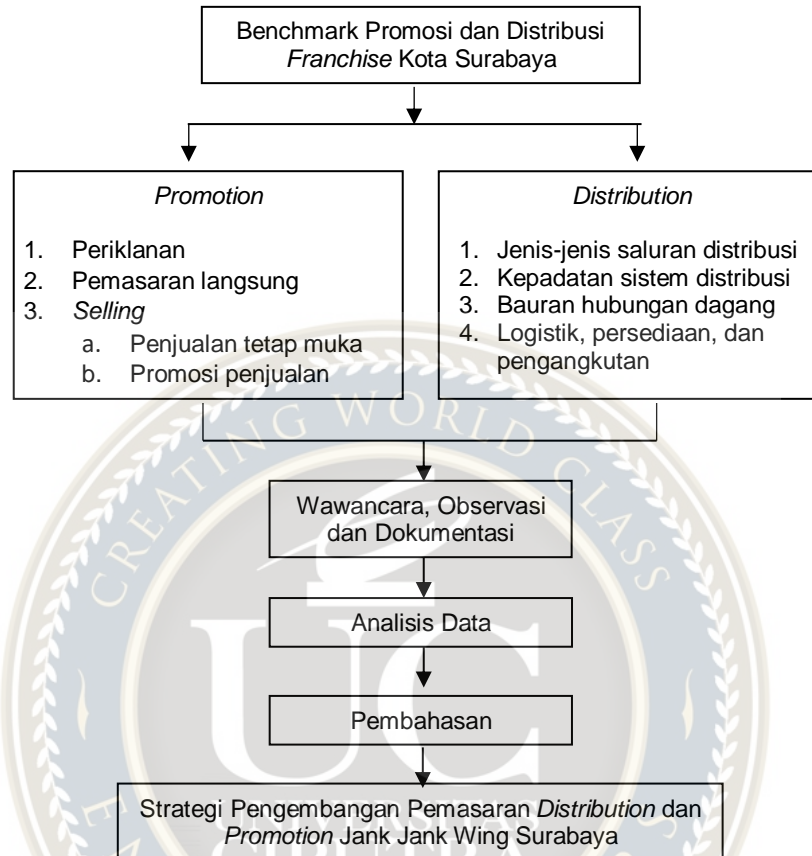 Benchmark Promosi dan Distribusi
Franchise Kota Surabaya
Promotion
1. Periklanan
2. Pemasaran langsung
3. Selling
a. Penjualan tetap muka
b. Promosi penjualan
Distribution
1. Jenis-jenis saluran distribusi
2. Kepadatan sistem distribusi
3. Bauran hubungan dagang
4. Logistik, persediaan, dan
pengangkutan
CREATING WORLD CLASS
UC
Wawancara, Observasi
dan Dokumentasi
Analisis Data
Pembahasan
Strategi Pengembangan Pemasaran Distribution dan
Promotion Jank Jank Wing Surabaya